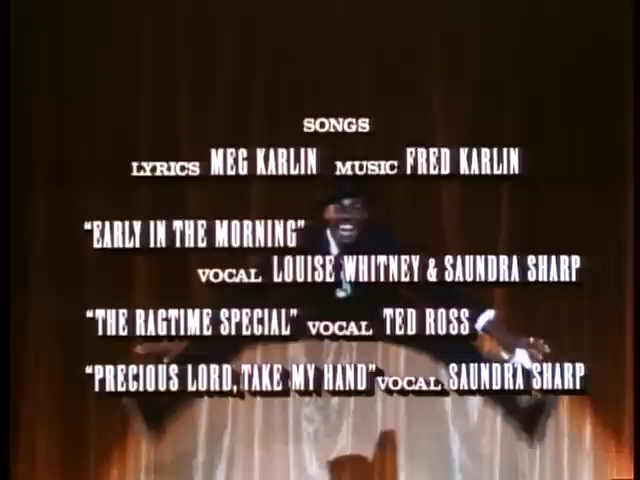 SONGS
LYRICS MEG KARLIN MUSIC FRED KARLIN
"EARLY IN THE MORNING"
VOCAL LOUISE WHITNEY & SAUNDRA SHARP
"THE RAGTIME SPECIAL" VOCAL TED ROSS
"PRECIOUS LORD, TAKE MY HAND" VOCAL SAUNDRA SHARP